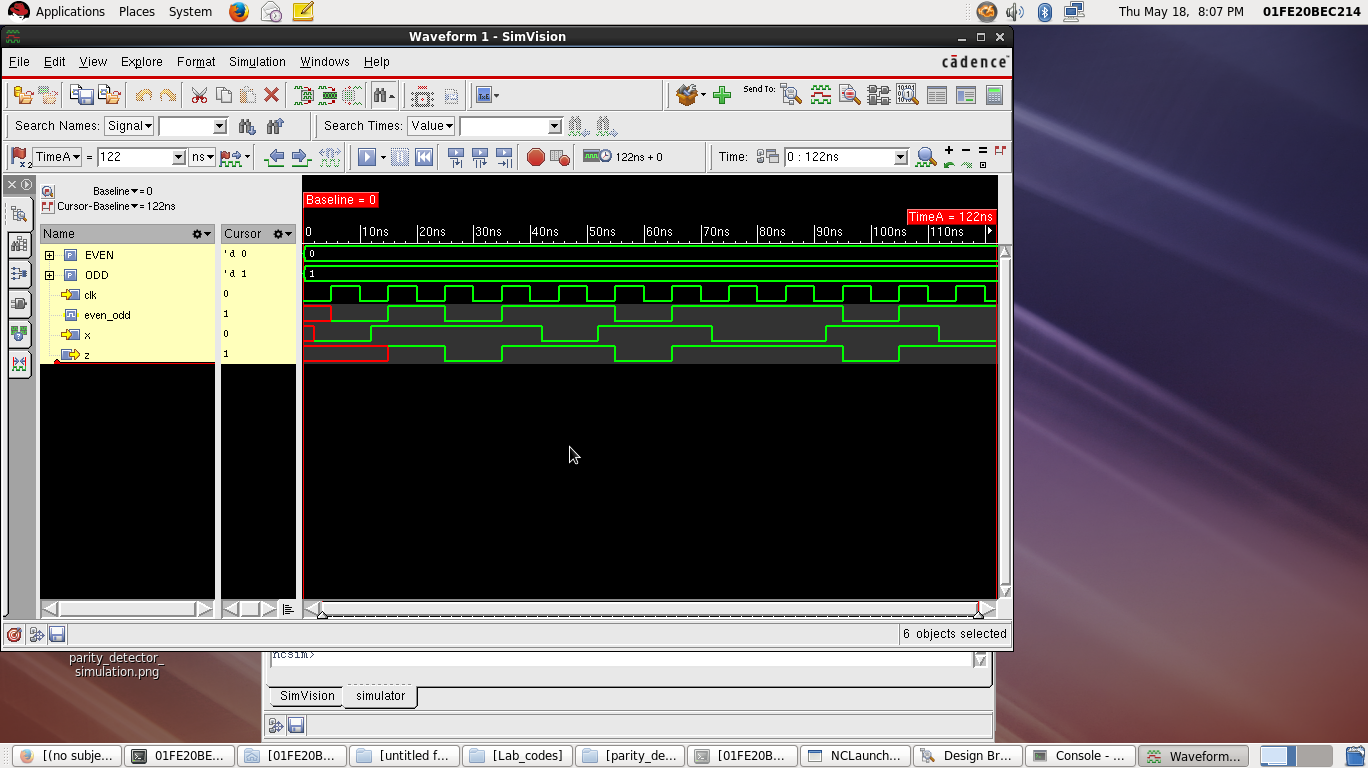 Applications Places System Thu May 18, 8:07 PM 01FE20BEC214
Waveform 1 - SimVision
File Edit View Explore Format Simulation Windows Help cādence
Send To:
Search Names: Signal Search Times: Value
TimeA = 122 ns 122ns + 0 Time: 0 : 122ns
Baseline = 0
Cursor-Baseline = 122ns
Baseline = 0
TimeA = 122ns
Name Cursor 0 10ns 20ns 30ns 40ns 50ns 60ns 70ns 80ns 90ns 100ns 110ns
EVEN 'd 0 0
ODD 'd 1 1
clk 0
even_odd 1
x 0
z 1
6 objects selected
parity_detector_
simulation.png
ncsim>
SimVision simulator
[(no subje... 01FE20BE... [01FE20B... [untitled f... [Lab_codes] [parity_de... [01FE20B... NCLaunch... Design Br... Console - ... Waveform...